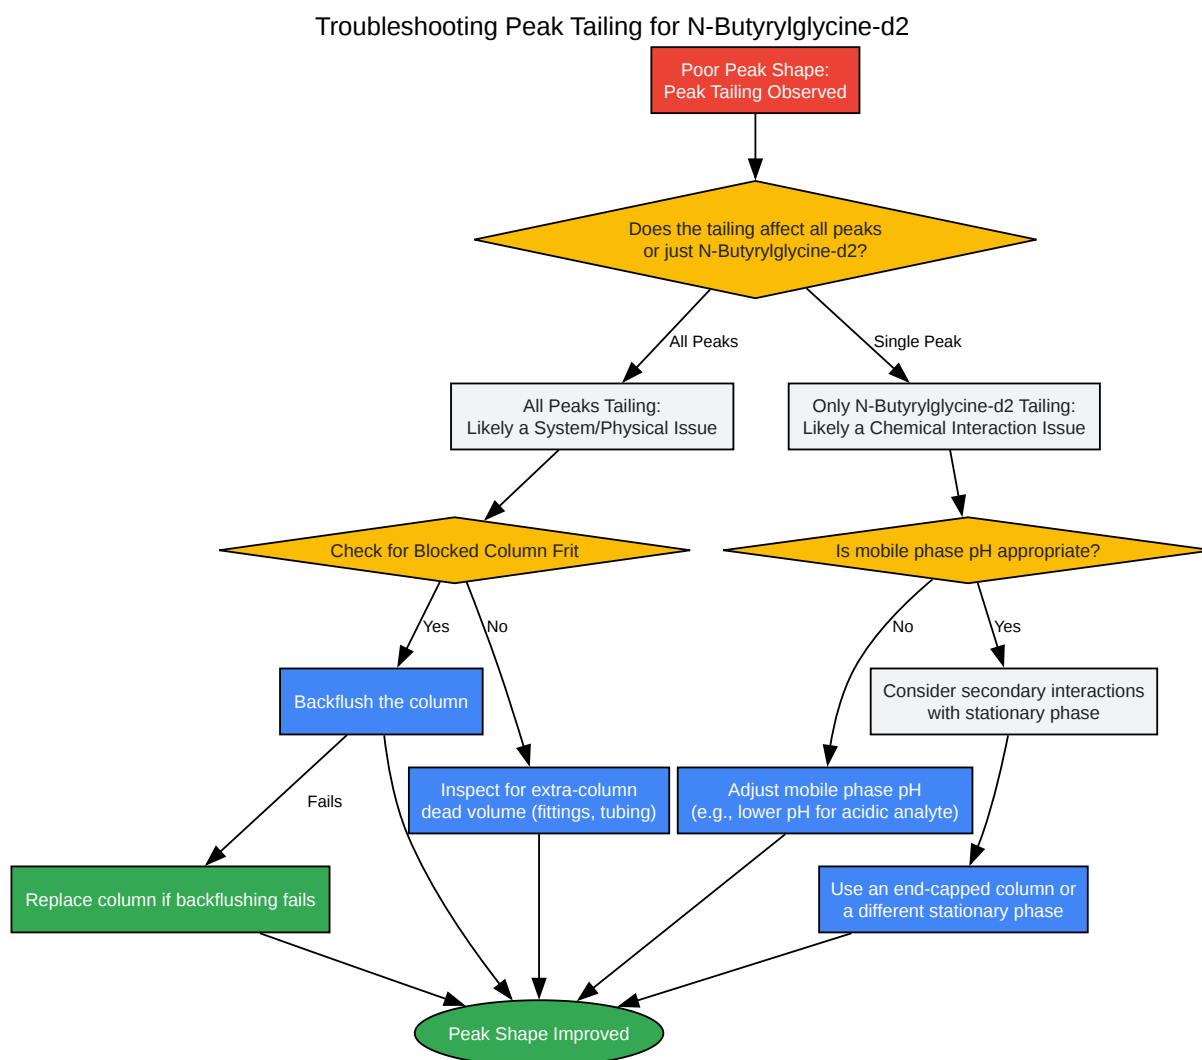 Troubleshooting Peak Tailing for N-Butyrylglycine-d2
Poor Peak Shape:
Peak Tailing Observed
Does the tailing affect all peaks
or just N-Butyrylglycine-d2?
All Peaks
Single Peak
All Peaks Tailing:
Likely a System/Physical Issue
Only N-Butyrylglycine-d2 Tailing:
Likely a Chemical Interaction Issue
Check for Blocked Column Frit
Is mobile phase pH appropriate?
Yes
No
No
Yes
Backflush the column
Consider secondary interactions
with stationary phase
Fails
Inspect for extra-column
dead volume (fittings, tubing)
Adjust mobile phase pH
(e.g., lower pH for acidic analyte)
Replace column if backflushing fails
Use an end-capped column or
a different stationary phase
Peak Shape Improved